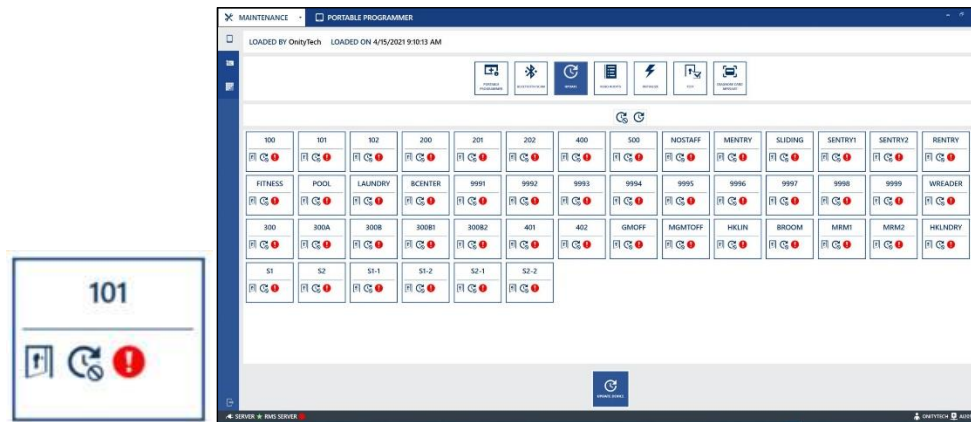 101
MAINTENANCE
PORTABLE PROGRAMMER
LOADED BY OnityTech LOADED ON 4/15/2021 9:10:13 AM
PORTABLE
PROGRAMMER
100 101 102 200 201 202 400 500 NOSTAFF MENTRY SLIDING SENTRY1 SENTRY2 RENTRY
FITNESS POOL LAUNDRY BCENTER 9991 9992 9993 9994 9995 9996 9997 9998 9999 WREADER
300 300A 300B 300B1 300B2 401 402 GMOFF MGMTOFF HKLIN BROOM MRM1 MRM2 HKLNDRY
S1 S2 S1-1 S1-2 S2-1 S2-2
SERVER RMS SERVER
ONITYTECH